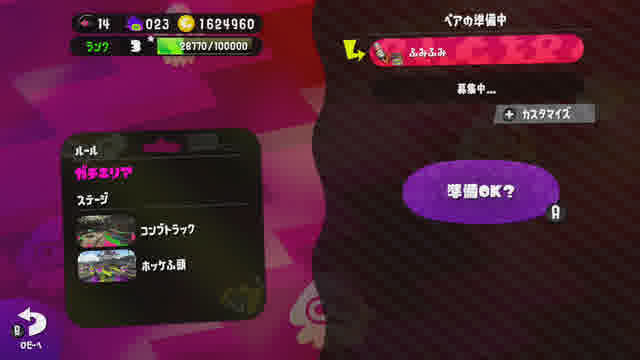 14 023 1624960
ランク 3 28770/100000
ペアの準備中
ふみふみ
募集中...
+ カスタマイズ
ルール
ガチエリア
ステージ
コンブトラック
ホッケふ頭
準備OK?
A
B
ロビーへ